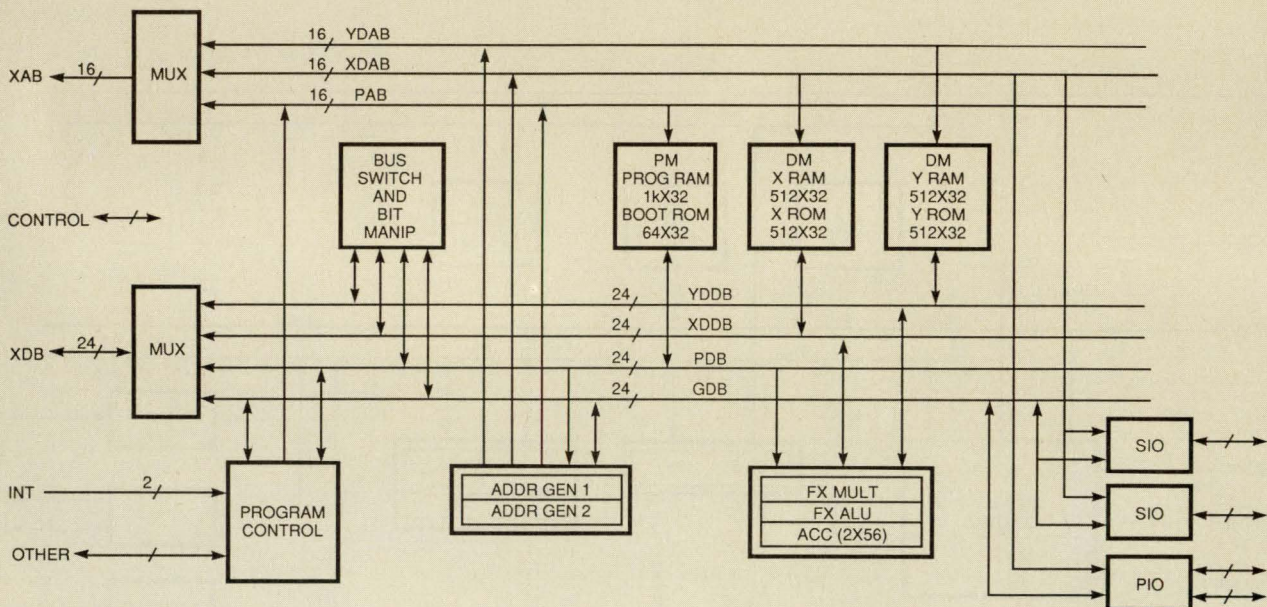 16 YDAB
XAB 16 MUX 16 XDAB
16 PAB
BUS
SWITCH
AND
BIT
MANIP
PM
PROG RAM
1kX32
BOOT ROM
64X32
DM
X RAM
512X32
X ROM
512X32
DM
Y RAM
512X32
Y ROM
512X32
CONTROL
24 YDDB
24 XDDB
XDB 24 MUX
24 PDB
24 GDB
INT 2
OTHER
PROGRAM
CONTROL
ADDR GEN 1
ADDR GEN 2
FX MULT
FX ALU
ACC (2X56)
SIO
SIO
PIO